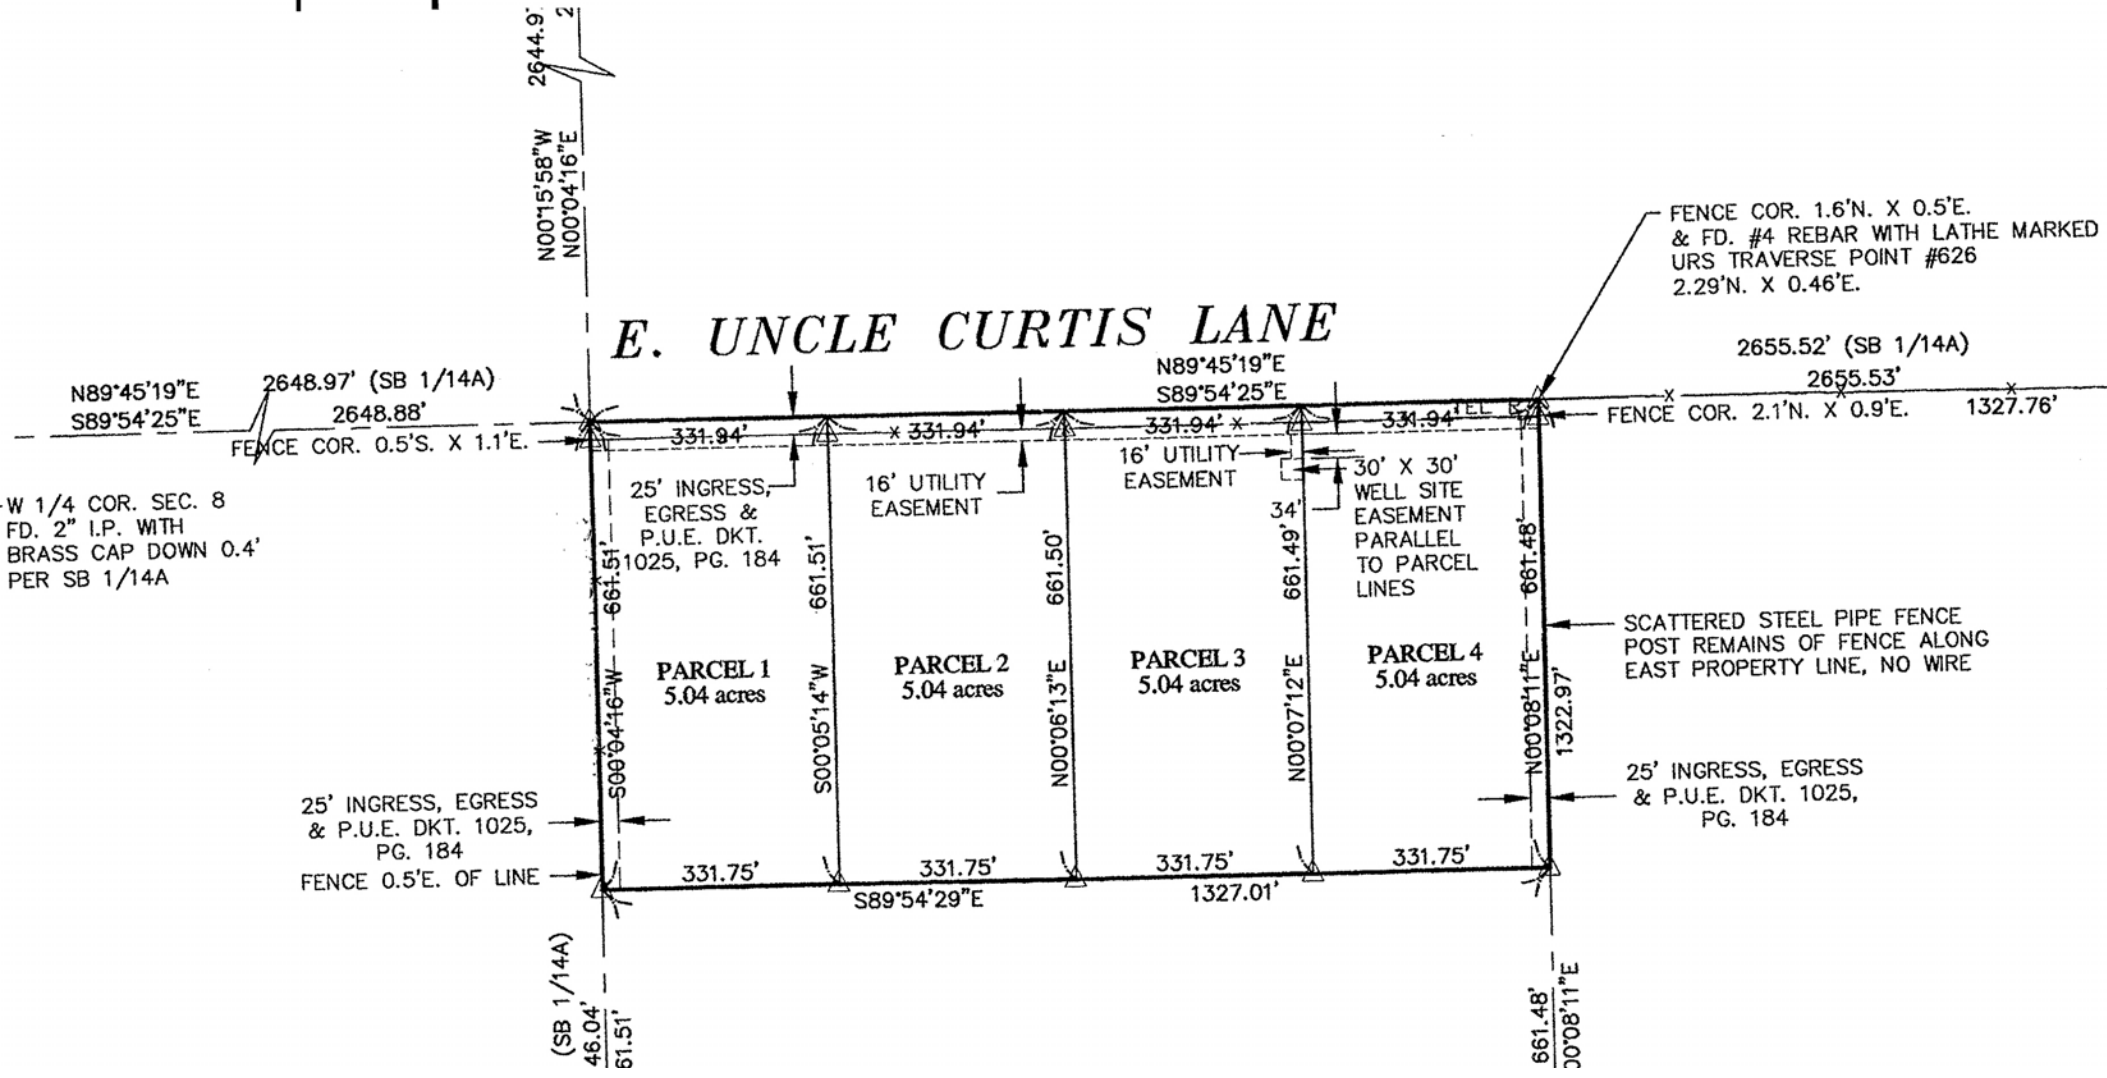 2644.9
2
N00°15'58"W
N00°04'16"E
FENCE COR. 1.6'N. X 0.5'E.
& FD. #4 REBAR WITH LATHE MARKED
URS TRAVERSE POINT #626
2.29'N. X 0.46'E.
E. UNCLE CURTIS LANE
N89°45'19"E
S89°54'25"E
2648.97' (SB 1/14A)
2648.88'
N89°45'19"E
S89°54'25"E
2655.52' (SB 1/14A)
2655.53'
1327.76'
FENCE COR. 0.5'S. X 1.1'E.
331.94'
331.94'
331.94'
331.94'
TEL
FENCE COR. 2.1'N. X 0.9'E.
W 1/4 COR. SEC. 8
FD. 2" I.P. WITH
BRASS CAP DOWN 0.4'
PER SB 1/14A
25' INGRESS,
EGRESS &
P.U.E. DKT.
1025, PG. 184
16' UTILITY
EASEMENT
16' UTILITY
EASEMENT
34'
30' X 30'
WELL SITE
EASEMENT
PARALLEL
TO PARCEL
LINES
661.51'
661.51'
661.50'
661.49'
661.48'
SCATTERED STEEL PIPE FENCE
POST REMAINS OF FENCE ALONG
EAST PROPERTY LINE, NO WIRE
PARCEL 1
5.04 acres
PARCEL 2
5.04 acres
PARCEL 3
5.04 acres
PARCEL 4
5.04 acres
S00°04'16"W
S00°05'14"W
N00°06'13"E
N00°07'12"E
N00°08'11"E
1322.97'
25' INGRESS, EGRESS
& P.U.E. DKT. 1025,
PG. 184
FENCE 0.5'E. OF LINE
25' INGRESS, EGRESS
& P.U.E. DKT. 1025,
PG. 184
331.75'
331.75'
331.75'
331.75'
S89°54'29"E
1327.01'
(SB 1/14A)
46.04'
61.51'
661.48'
00°08'11"E